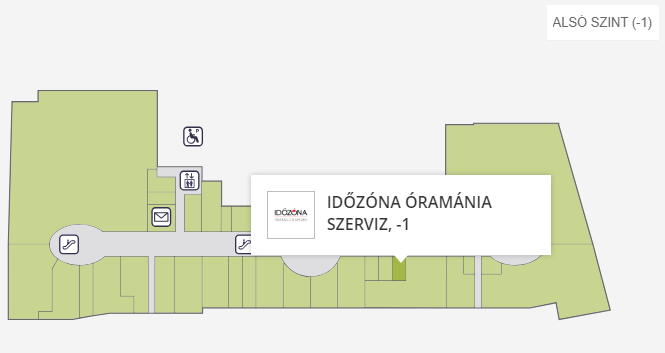 ALSÓ SZINT (-1)
P
IDŐZÓNA
IDŐZÓNA ÓRAMÁNIA
SZERVIZ, -1